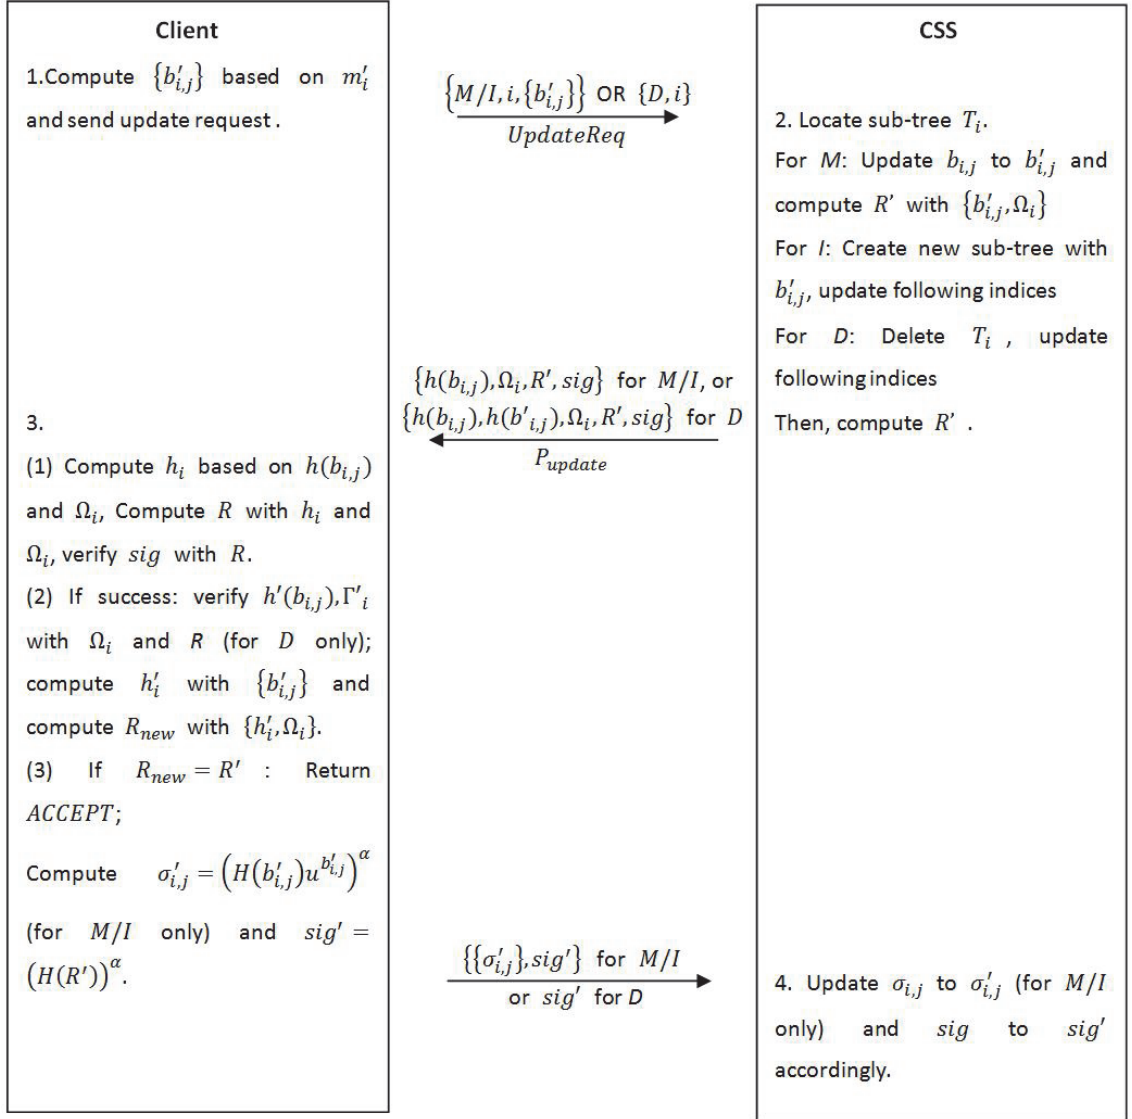 Client
1.Compute {b′i,j} based on m′i
and send update request .
{M/I, i, {b′i,j}} OR {D, i}
UpdateReq
CSS
2. Locate sub-tree Ti.
For M: Update bi,j to b′i,j and
compute R’ with {b′i,j, Ωi}
For I: Create new sub-tree with
b′i,j, update following indices
For D: Delete Ti , update
following indices
Then, compute R’ .
{h(bi,j), Ωi, R′, sig} for M/I, or
{h(bi,j), h(b′i,j), Ωi, R′, sig} for D
Pupdate
3.
(1) Compute hi based on h(bi,j)
and Ωi, Compute R with hi and
Ωi, verify sig with R.
(2) If success: verify h′(bi,j), Γ′i
with Ωi and R (for D only);
compute h′i with {b′i,j} and
compute Rnew with {h′i, Ωi}.
(3) If Rnew = R′ : Return
ACCEPT;
Compute σ′i,j = (H(b′i,j)u^b′i,j)^α
(for M/I only) and sig′ =
(H(R′))^α.
{{σ′i,j}, sig′} for M/I
or sig′ for D
4. Update σi,j to σ′i,j (for M/I
only) and sig to sig′
accordingly.